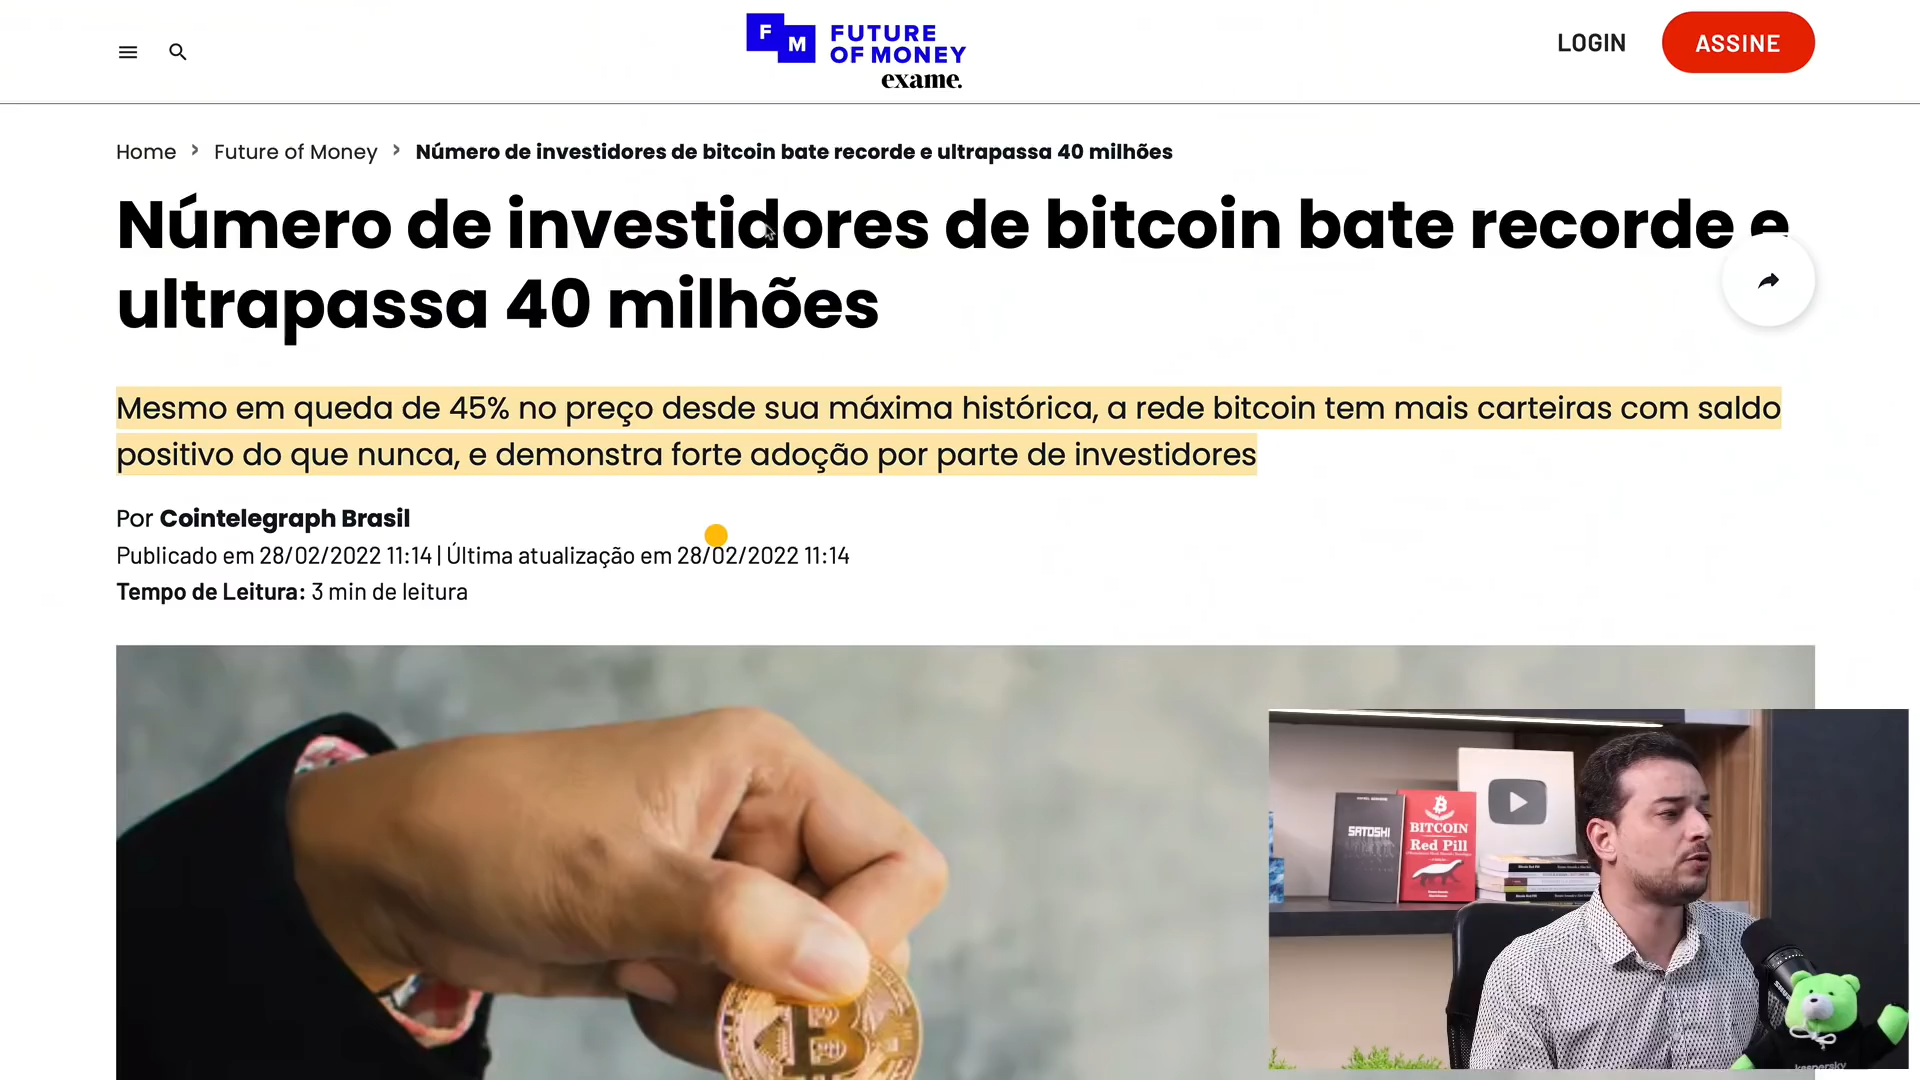 F
M
FUTURE
OF MONEY
exame.
LOGIN
ASSINE
Home > Future of Money > Número de investidores de bitcoin bate recorde e ultrapassa 40 milhões
Número de investidores de bitcoin bate recorde e
ultrapassa 40 milhões
Mesmo em queda de 45% no preço desde sua máxima histórica, a rede bitcoin tem mais carteiras com saldo
positivo do que nunca, e demonstra forte adoção por parte de investidores
Por Cointelegraph Brasil
Publicado em 28/02/2022 11:14 | Última atualização em 28/02/2022 11:14
Tempo de Leitura: 3 min de leitura
SATOSHI
BITCOIN
Red Pill
kaspersky